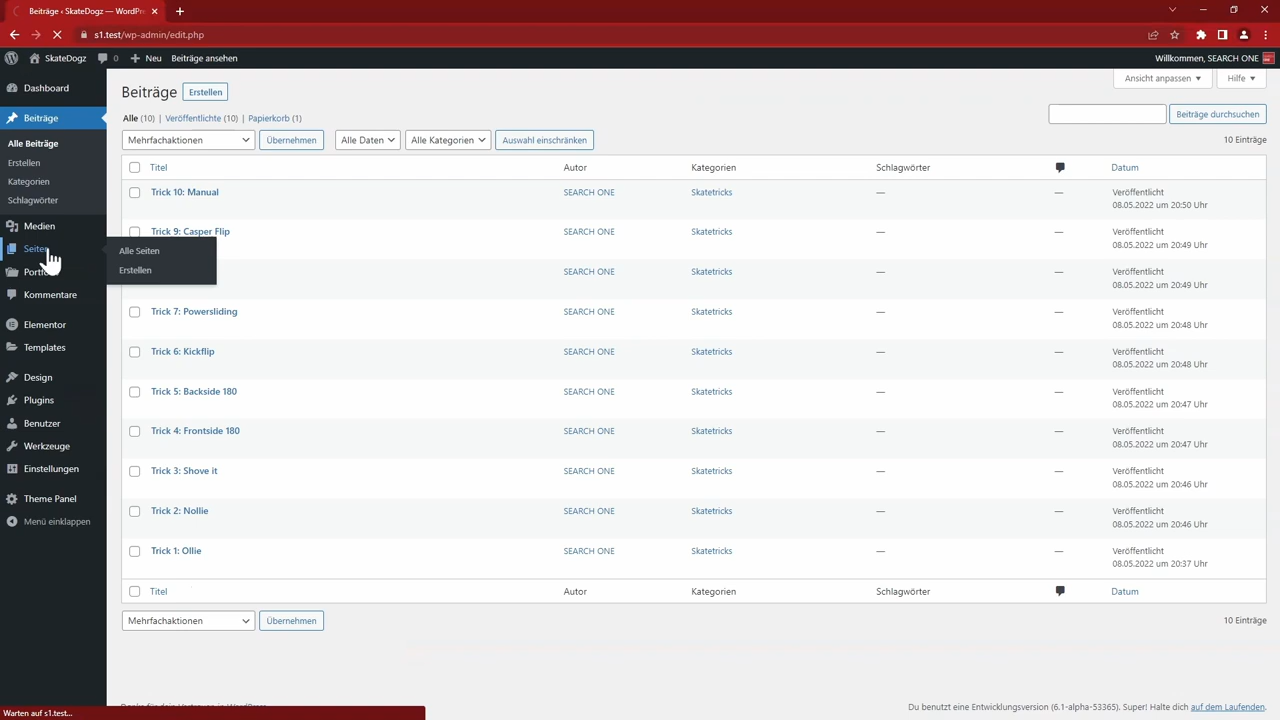 Beiträge ‹ SkateDogz — WordPre
s1.test/wp-admin/edit.php
SkateDogz 0 Neu Beiträge ansehen Willkommen, SEARCH ONE
Dashboard
Beiträge
Alle Beiträge
Erstellen
Kategorien
Schlagwörter
Medien
Seiten
Alle Seiten
Erstellen
Kommentare
Elementor
Templates
Design
Plugins
Benutzer
Werkzeuge
Einstellungen
Theme Panel
Menü einklappen
Ansicht anpassen Hilfe
Beiträge Erstellen
Alle (10) | Veröffentlichte (10) | Papierkorb (1)
Beiträge durchsuchen
Mehrfachaktionen Übernehmen Alle Daten Alle Kategorien Auswahl einschränken 10 Einträge
Titel Autor Kategorien Schlagwörter Datum
Trick 10: Manual SEARCH ONE Skatetricks — — Veröffentlicht
08.05.2022 um 20:50 Uhr
Trick 9: Casper Flip SEARCH ONE Skatetricks — — Veröffentlicht
08.05.2022 um 20:49 Uhr
SEARCH ONE Skatetricks — — Veröffentlicht
08.05.2022 um 20:49 Uhr
Trick 7: Powersliding SEARCH ONE Skatetricks — — Veröffentlicht
08.05.2022 um 20:48 Uhr
Trick 6: Kickflip SEARCH ONE Skatetricks — — Veröffentlicht
08.05.2022 um 20:48 Uhr
Trick 5: Backside 180 SEARCH ONE Skatetricks — — Veröffentlicht
08.05.2022 um 20:47 Uhr
Trick 4: Frontside 180 SEARCH ONE Skatetricks — — Veröffentlicht
08.05.2022 um 20:47 Uhr
Trick 3: Shove it SEARCH ONE Skatetricks — — Veröffentlicht
08.05.2022 um 20:46 Uhr
Trick 2: Nollie SEARCH ONE Skatetricks — — Veröffentlicht
08.05.2022 um 20:46 Uhr
Trick 1: Ollie SEARCH ONE Skatetricks — — Veröffentlicht
08.05.2022 um 20:37 Uhr
Titel Autor Kategorien Schlagwörter Datum
Mehrfachaktionen Übernehmen 10 Einträge
Du benutzt eine Entwicklungsversion (6.1-alpha-53365). Super! Halte dich auf dem Laufenden.
Warten auf s1.test...